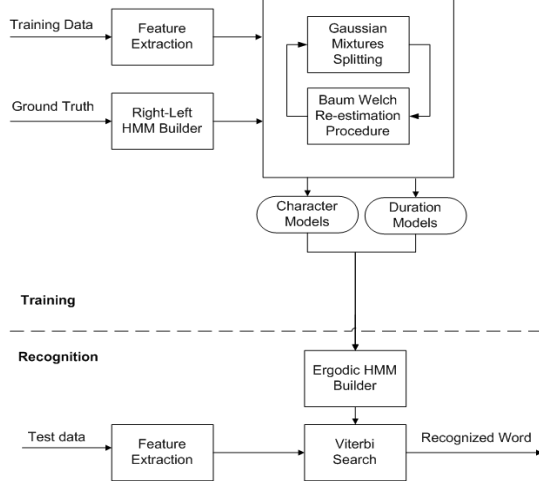 Training Data
Feature
Extraction
Gaussian
Mixtures
Splitting
Ground Truth
Right-Left
HMM Builder
Baum Welch
Re-estimation
Procedure
Character
Models
Duration
Models
Training
Recognition
Ergodic HMM
Builder
Test data
Feature
Extraction
Viterbi
Search
Recognized Word